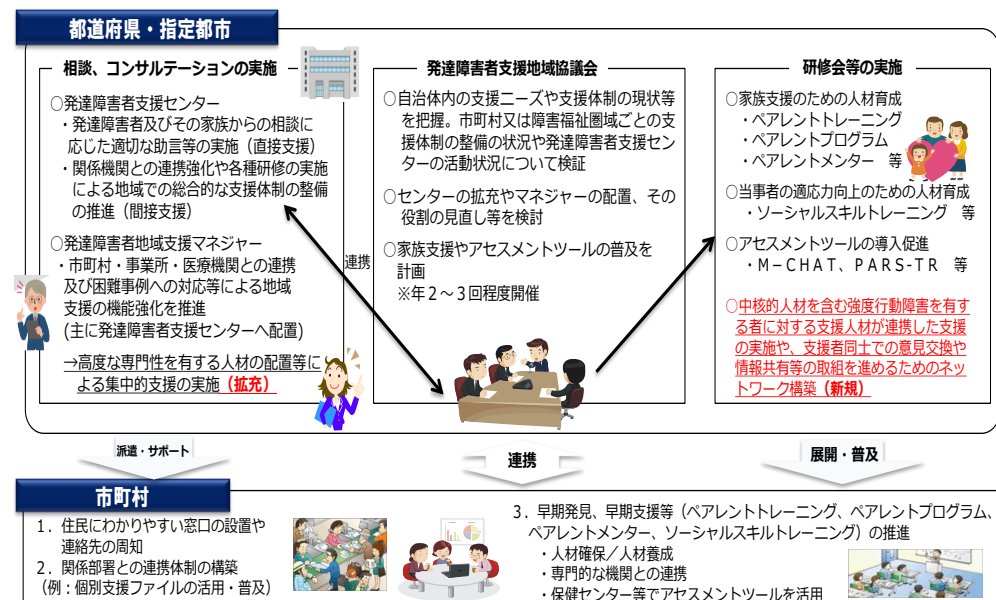 都道府県・指定都市
相談、コンサルテーションの実施
○発達障害者支援センター
・発達障害者及びその家族からの相談に
応じた適切な助言等の実施（直接支援）
・関係機関との連携強化や各種研修の実施
による地域での総合的な支援体制の整備
の推進（間接支援）
○発達障害者地域支援マネジャー
・市町村・事業所・医療機関との連携
及び困難事例への対応等による地域
支援の機能強化を推進
(主に発達障害者支援センターへ配置)
→高度な専門性を有する人材の配置等に
よる集中的支援の実施（拡充）
連携
発達障害者支援地域協議会
○自治体内の支援ニーズや支援体制の現状等
を把握。市町村又は障害福祉圏域ごとの支
援体制の整備の状況や発達障害者支援セン
ターの活動状況について検証
○センターの拡充やマネジャーの配置、その
役割の見直し等を検討
○家族支援やアセスメントツールの普及を
計画
※年２～３回程度開催
研修会等の実施
○家族支援のための人材育成
・ペアレントトレーニング
・ペアレントプログラム
・ペアレントメンター　等
○当事者の適応力向上のための人材育成
・ソーシャルスキルトレーニング　等
○アセスメントツールの導入促進
・Ｍ－ＣＨＡＴ、PARS-TR　等
○中核的人材を含む強度行動障害を有す
る者に対する支援人材が連携した支援
の実施や、支援者同士での意見交換や
情報共有等の取組を進めるためのネッ
トワーク構築（新規）
派遣・サポート
連携
展開・普及
市町村
１．住民にわかりやすい窓口の設置や
連絡先の周知
２．関係部署との連携体制の構築
（例：個別支援ファイルの活用・普及）
３．早期発見、早期支援等（ペアレントトレーニング、ペアレントプログラム、
ペアレントメンター、ソーシャルスキルトレーニング）の推進
・人材確保／人材養成
・専門的な機関との連携
・保健センター等でアセスメントツールを活用